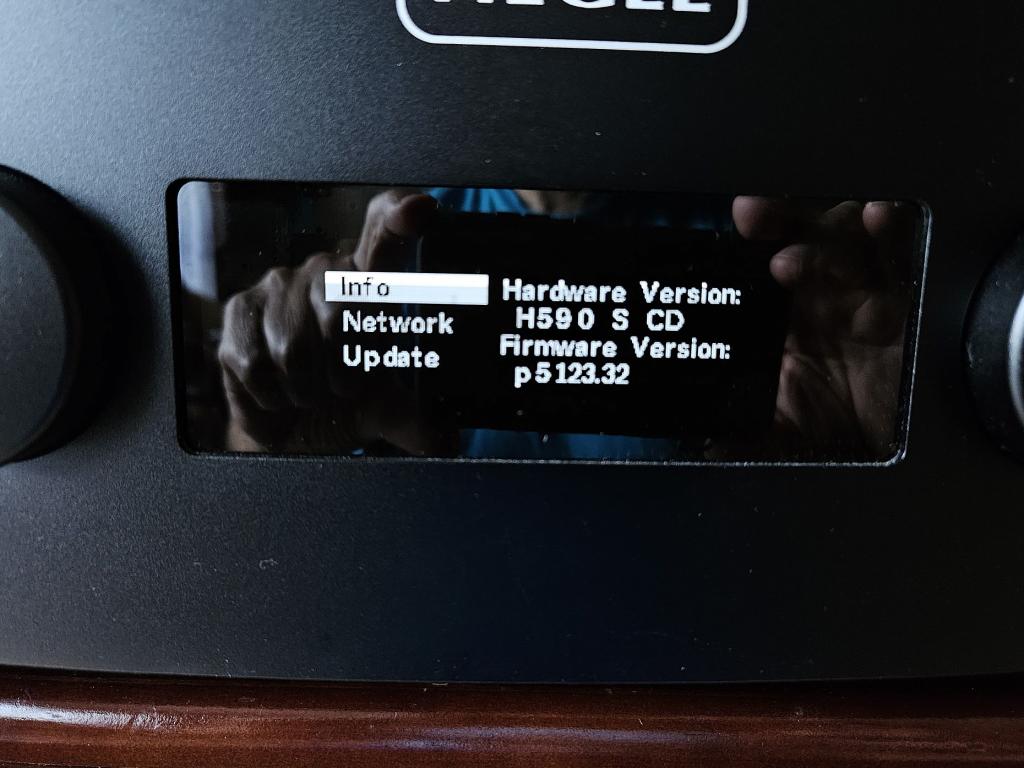 Info
Network
Update
Hardware Version:
H590 S CD
Firmware Version:
p5123.32